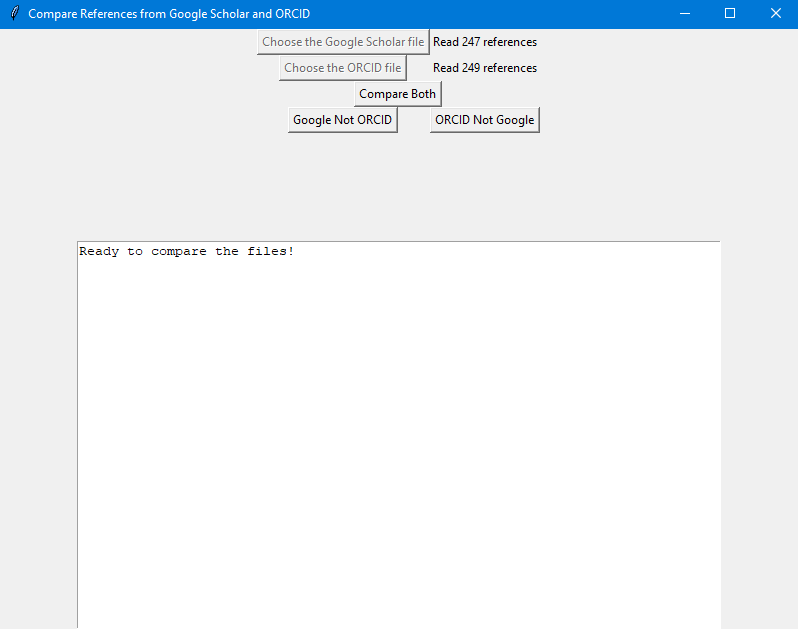 Compare References from Google Scholar and ORCID
Choose the Google Scholar file Read 247 references
Choose the ORCID file Read 249 references
Compare Both
Google Not ORCID ORCID Not Google
Ready to compare the files!